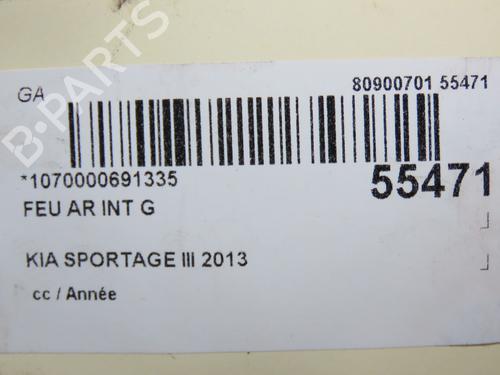 GA
80900701 55471
*1070000691335
55471
FEU AR INT G
KIA SPORTAGE III 2013
cc / Année
B-PARTS